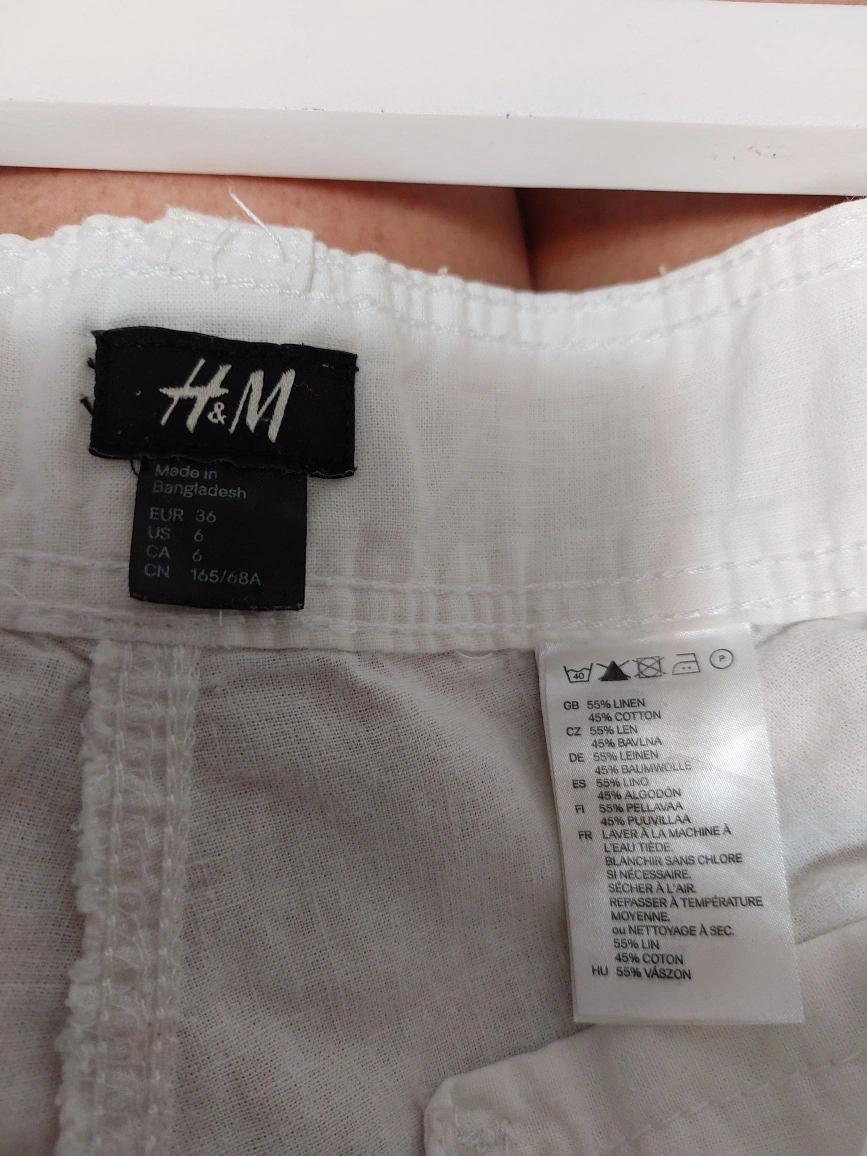 H&M
Made in
Bangladesh
EUR 36
US 6
CA 6
CN 165/68A
40 P
GB 55% LINEN
45% COTTON
CZ 55% LEN
45% BAVLNA
DE 55% LEINEN
45% BAUMWOLLE
ES 55% LINO
45% ALGODÓN
FI 55% PELLAVAA
45% PUUVILLAA
FR LAVER À LA MACHINE À
L'EAU TIÈDE.
BLANCHIR SANS CHLORE
SI NÉCESSAIRE.
SÉCHER À L'AIR.
REPASSER À TEMPÉRATURE
MOYENNE.
ou NETTOYAGE À SEC.
55% LIN
45% COTON
HU 55% VÁSZON